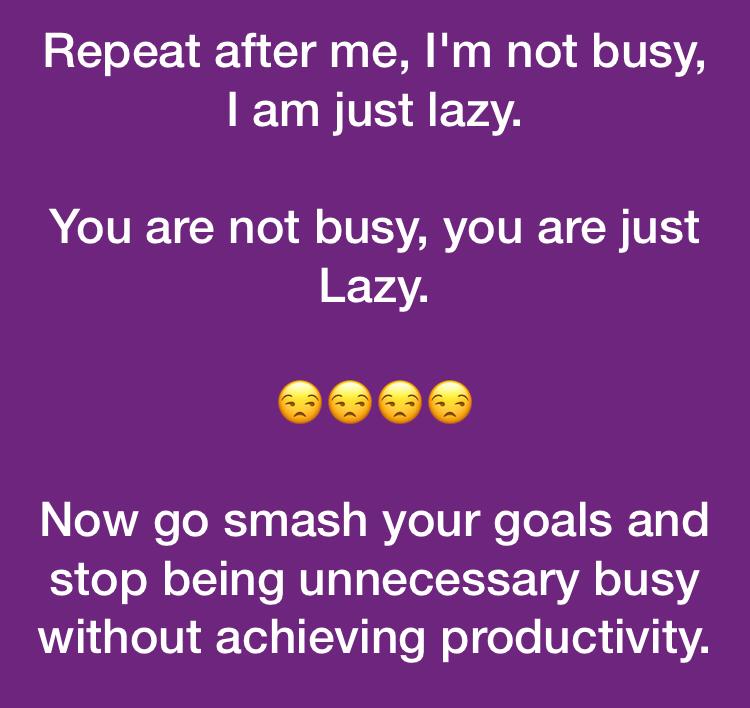 Repeat after me, I'm not busy,
I am just lazy.
You are not busy, you are just
Lazy.
😒😒😒😒
Now go smash your goals and
stop being unnecessary busy
without achieving productivity.